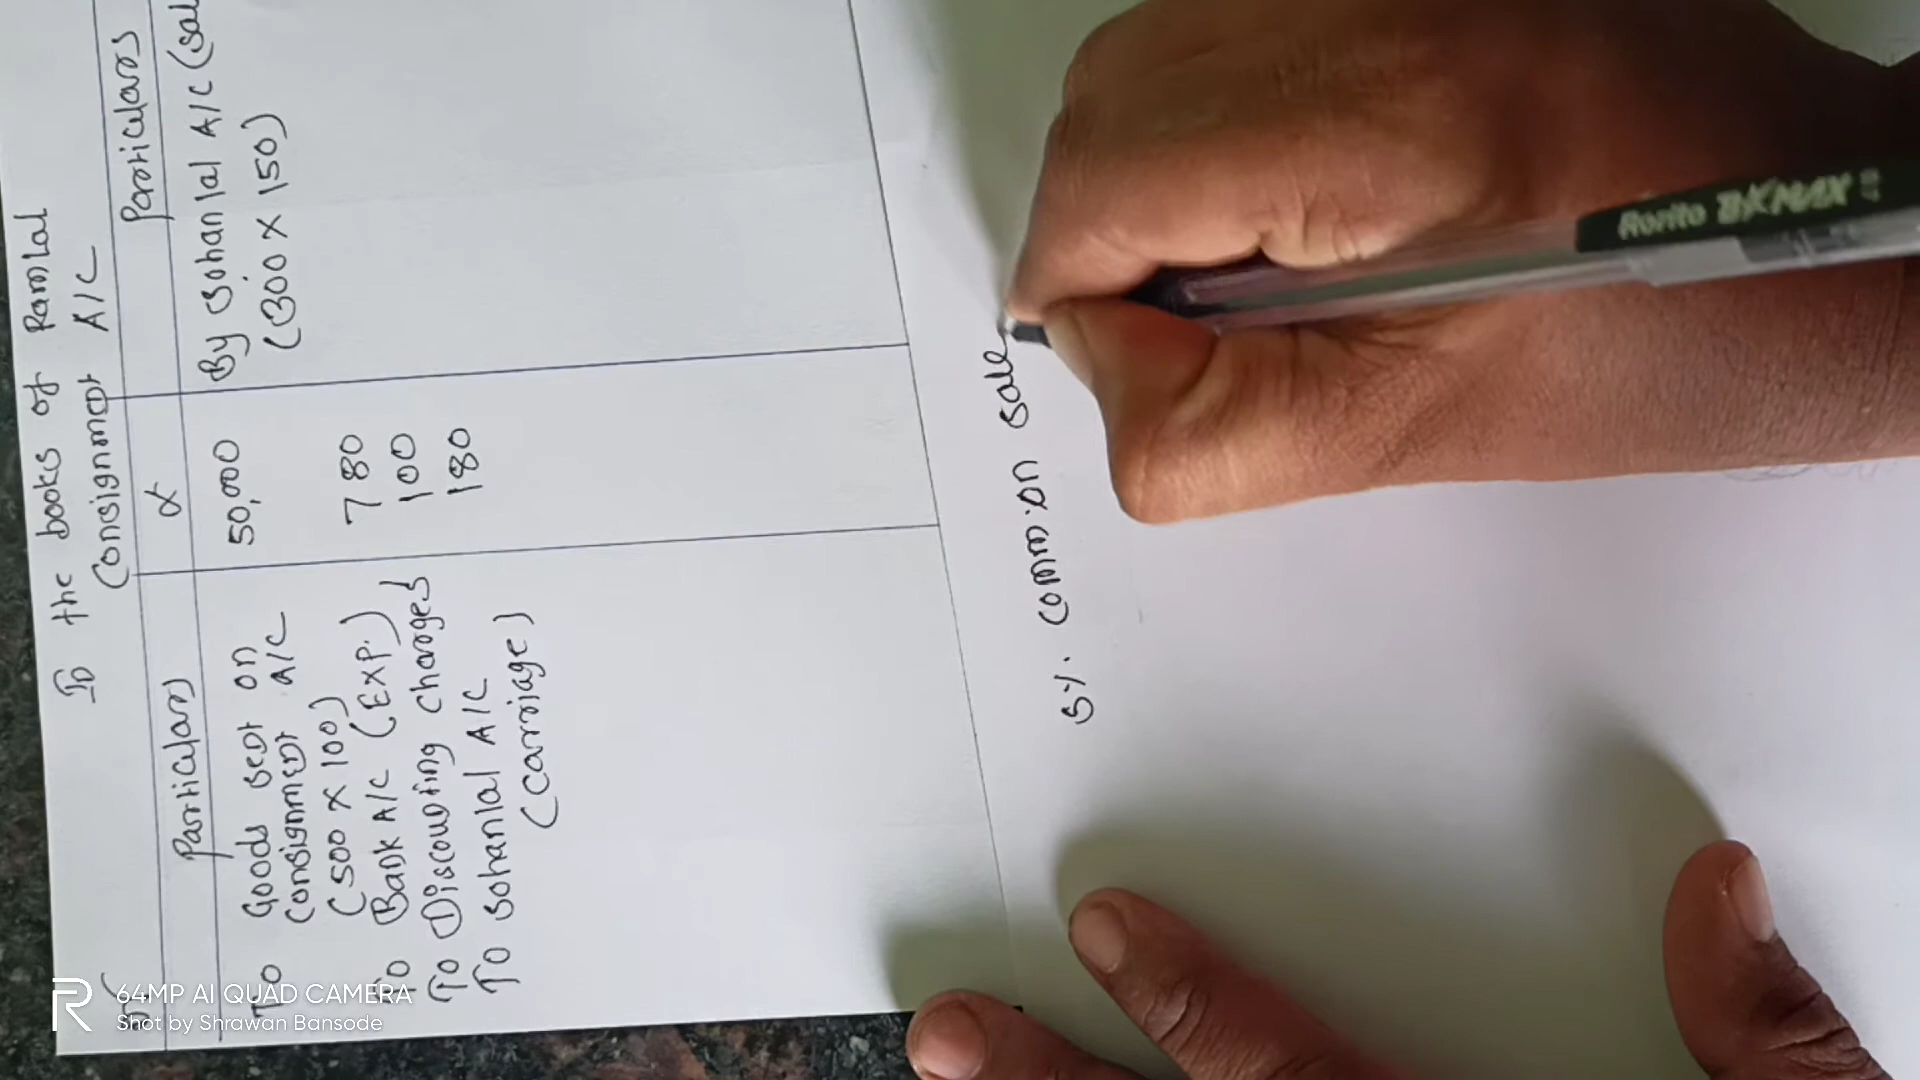 In the books of Ramlal
Consignment A/C
Particulars ₹ Particulars
To Goods sent on 50,000 By Sohanlal A/C (sal
Consignment A/C (300 x 150)
(500 x 100)
To Bank A/C (EXP.) 780
To Discounting Charges 100
To Sohanlal A/C 180
(Carriage)
5%. Comm:on Sale
Rorito BKMAX
64MP AI QUAD CAMERA
Shot by Shrawan Bansode